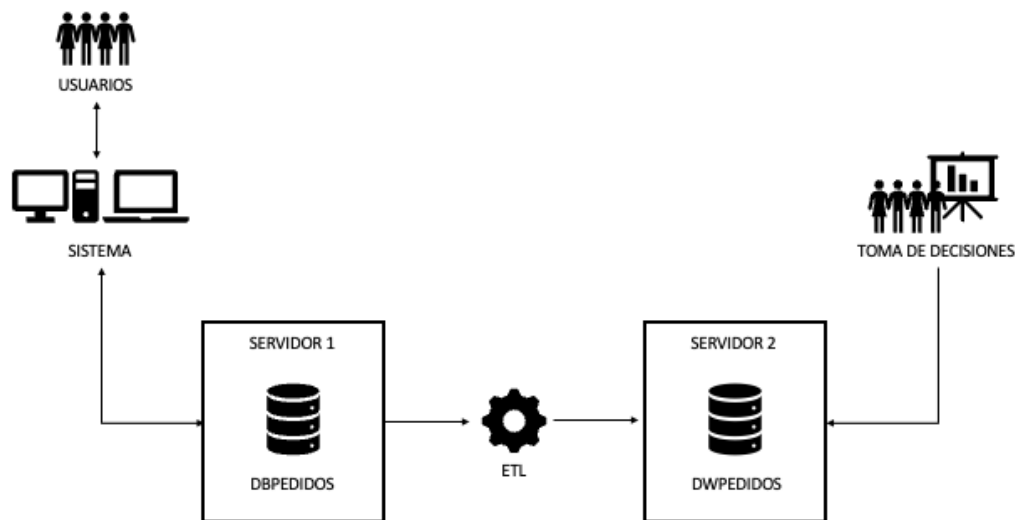 USUARIOS
SISTEMA
TOMA DE DECISIONES
SERVIDOR 1
DBPEDIDOS
ETL
SERVIDOR 2
DWPEDIDOS